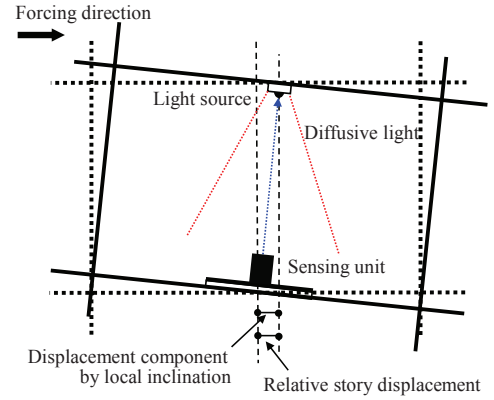 Forcing direction
Light source
Diffusive light
Sensing unit
Displacement component
by local inclination
Relative story displacement